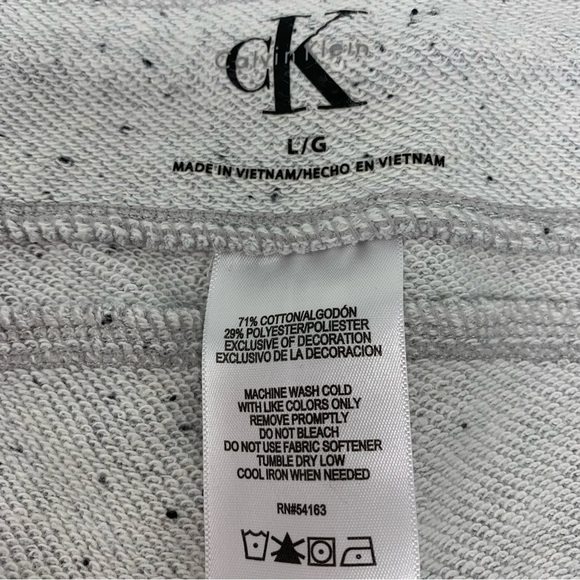 CK
Calvin Klein
L/G
MADE IN VIETNAM/HECHO EN VIETNAM
71% COTTON/ALGODÓN
29% POLYESTER/POLIESTER
EXCLUSIVE OF DECORATION
EXCLUSIVO DE LA DECORACION
MACHINE WASH COLD
WITH LIKE COLORS ONLY
REMOVE PROMPTLY
DO NOT BLEACH
DO NOT USE FABRIC SOFTENER
TUMBLE DRY LOW
COOL IRON WHEN NEEDED
RN#54163